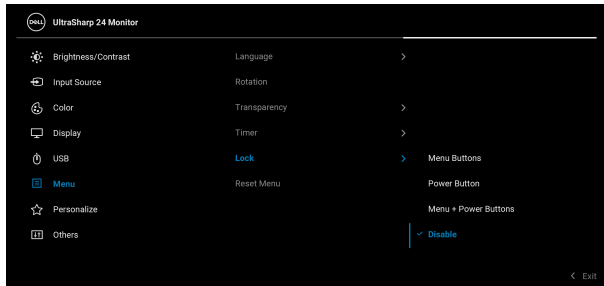 DELL UltraSharp 24 Monitor
Brightness/Contrast Language
Input Source Rotation
Color Transparency
Display Timer
USB Lock Menu Buttons
Menu Reset Menu Power Button
Personalize Menu + Power Buttons
Others Disable
Exit